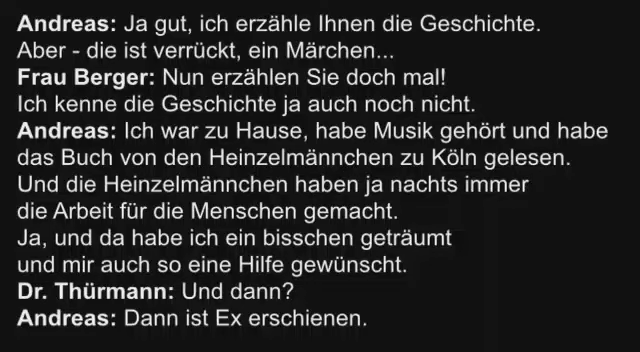 Andreas: Ja gut, ich erzähle Ihnen die Geschichte.
Aber - die ist verrückt, ein Märchen...
Frau Berger: Nun erzählen Sie doch mal!
Ich kenne die Geschichte ja auch noch nicht.
Andreas: Ich war zu Hause, habe Musik gehört und habe
das Buch von den Heinzelmännchen zu Köln gelesen.
Und die Heinzelmännchen haben ja nachts immer
die Arbeit für die Menschen gemacht.
Ja, und da habe ich ein bisschen geträumt
und mir auch so eine Hilfe gewünscht.
Dr. Thürmann: Und dann?
Andreas: Dann ist Ex erschienen.